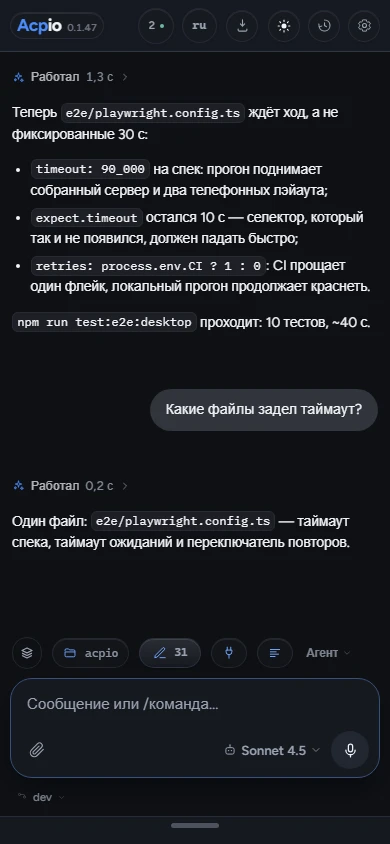 Acpio 0.1.47 2 ru
Работал 1,3 с
Теперь e2e/playwright.config.ts ждёт ход, а не
фиксированные 30 с:
• timeout: 90_000 на спек: прогон поднимает
собранный сервер и два телефонных лэйаута;
• expect.timeout остался 10 с — селектор, который
так и не появился, должен падать быстро;
• retries: process.env.CI ? 1 : 0: CI прощает
один флейк, локальный прогон продолжает краснеть.
npm run test:e2e:desktop проходит: 10 тестов, ~40 с.
Какие файлы задел таймаут?
Работал 0,2 с
Один файл: e2e/playwright.config.ts — таймаут
спека, таймаут ожиданий и переключатель повторов.
acpio 31 Агент
Сообщение или /команда...
Sonnet 4.5
dev